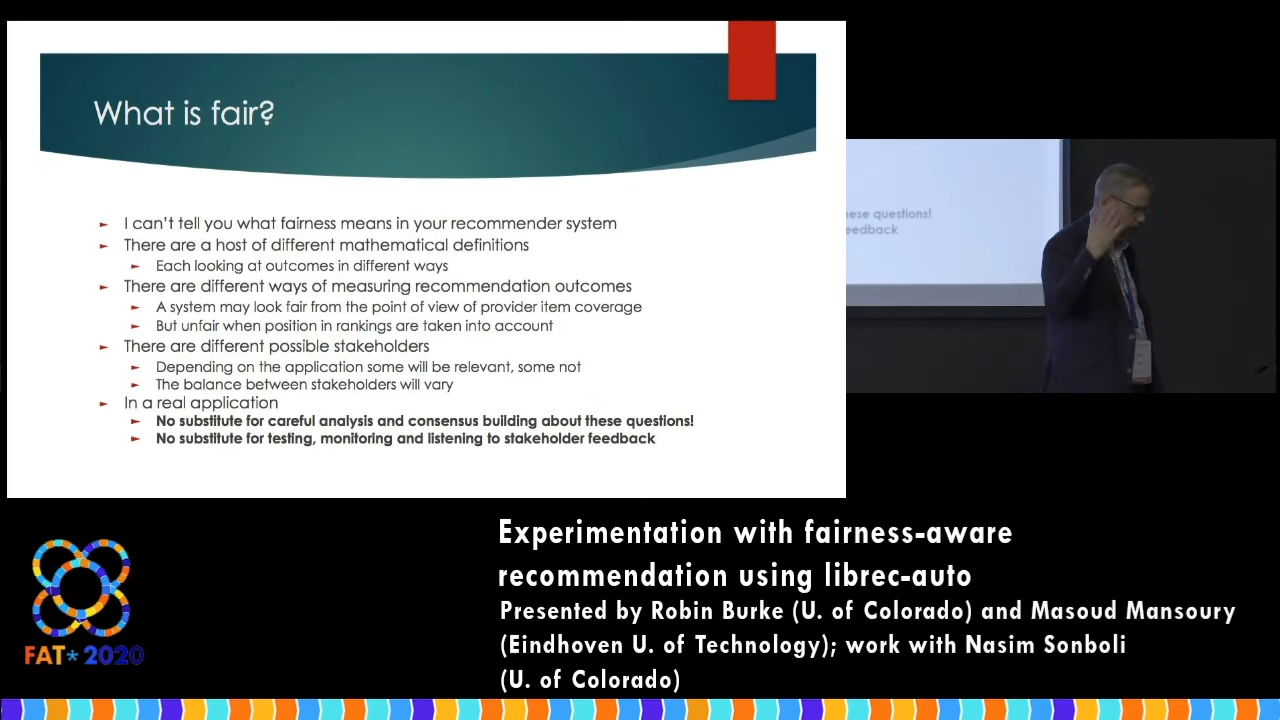 What is fair?
I can't tell you what fairness means in your recommender system
There are a host of different mathematical definitions
Each looking at outcomes in different ways
There are different ways of measuring recommendation outcomes
A system may look fair from the point of view of provider item coverage
But unfair when position in rankings are taken into account
There are different possible stakeholders
Depending on the application some will be relevant, some not
The balance between stakeholders will vary
In a real application
No substitute for careful analysis and consensus building about these questions!
No substitute for testing, monitoring and listening to stakeholder feedback
questions!
Experimentation with fairness-aware
recommendation using librec-auto
Presented by Robin Burke (U. of Colorado) and Masoud Mansoury
(Eindhoven U. of Technology); work with Nasim Sonboli
(U. of Colorado)
FAT* 2020